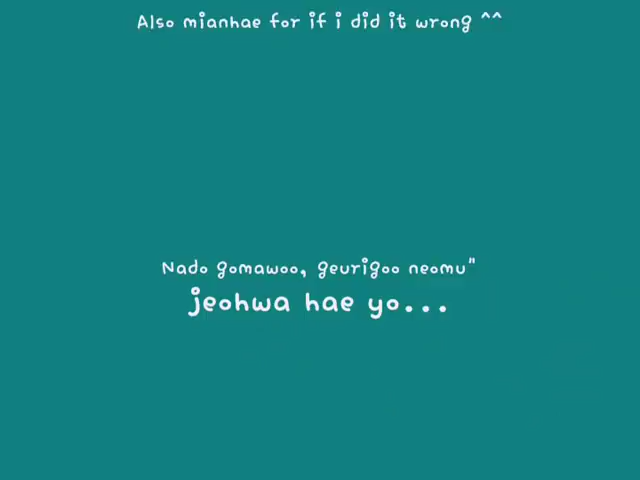 Also mianhae for if i did it wrong ^^
Nado gomawoo, geurigoo neomu"
jeohwa hae yo...